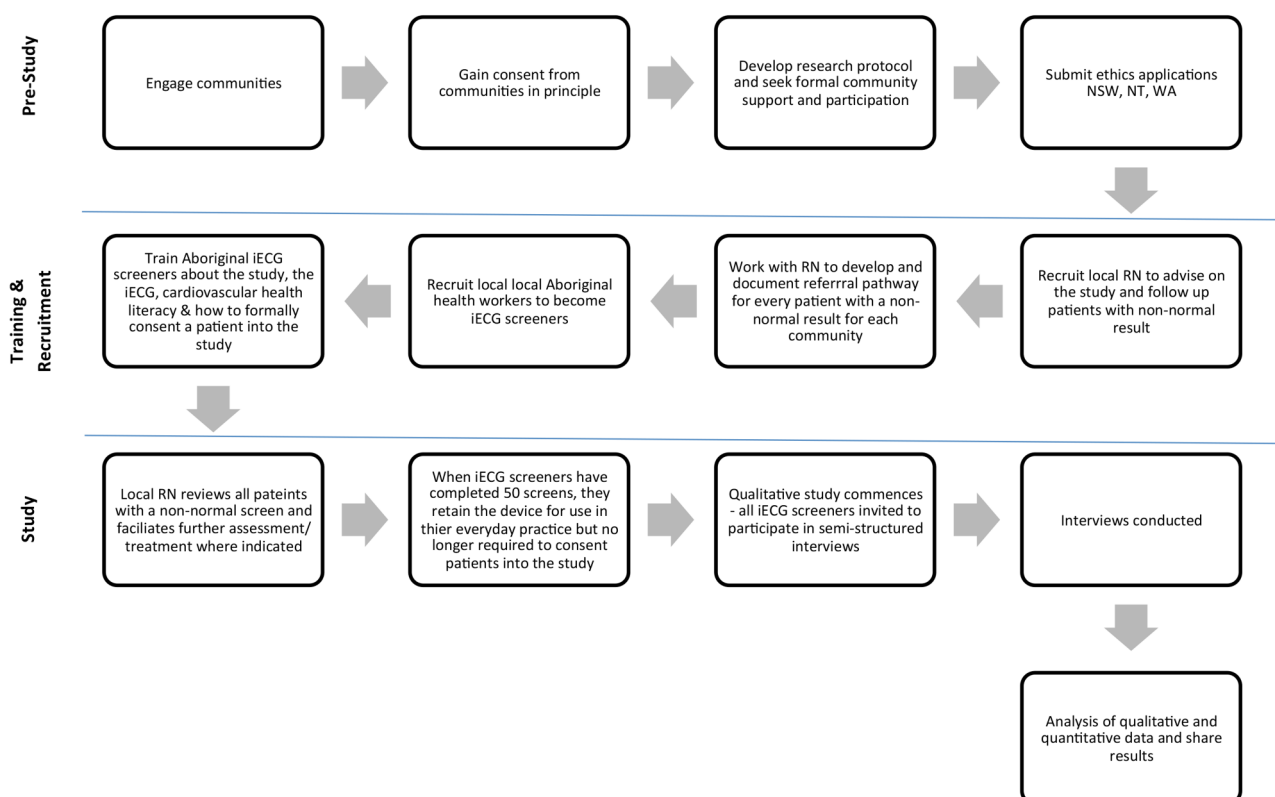 Pre-Study
Engage communities
Gain consent from
communities in principle
Develop research protocol
and seek formal community
support and participation
Submit ethics applications
NSW, NT, WA
Training &
Recruitment
Recruit local RN to advise on
the study and follow up
patients with non-normal
result
Work with RN to develop and
document referrral pathway
for every patient with a non-
normal result for each
community
Recruit local local Aboriginal
health workers to become
iECG screeners
Train Aboriginal iECG
screeners about the study, the
iECG, cardiovascular health
literacy & how to formally
consent a patient into the
study
Study
Local RN reviews all pateints
with a non-normal screen and
faciliates further assessment/
treatment where indicated
When iECG screeners have
completed 50 screens, they
retain the device for use in
thier everyday practice but no
longer required to consent
patients into the study
Qualitative study commences
- all iECG screeners invited to
participate in semi-structured
interviews
Interviews conducted
Analysis of qualitative and
quantitative data and share
results